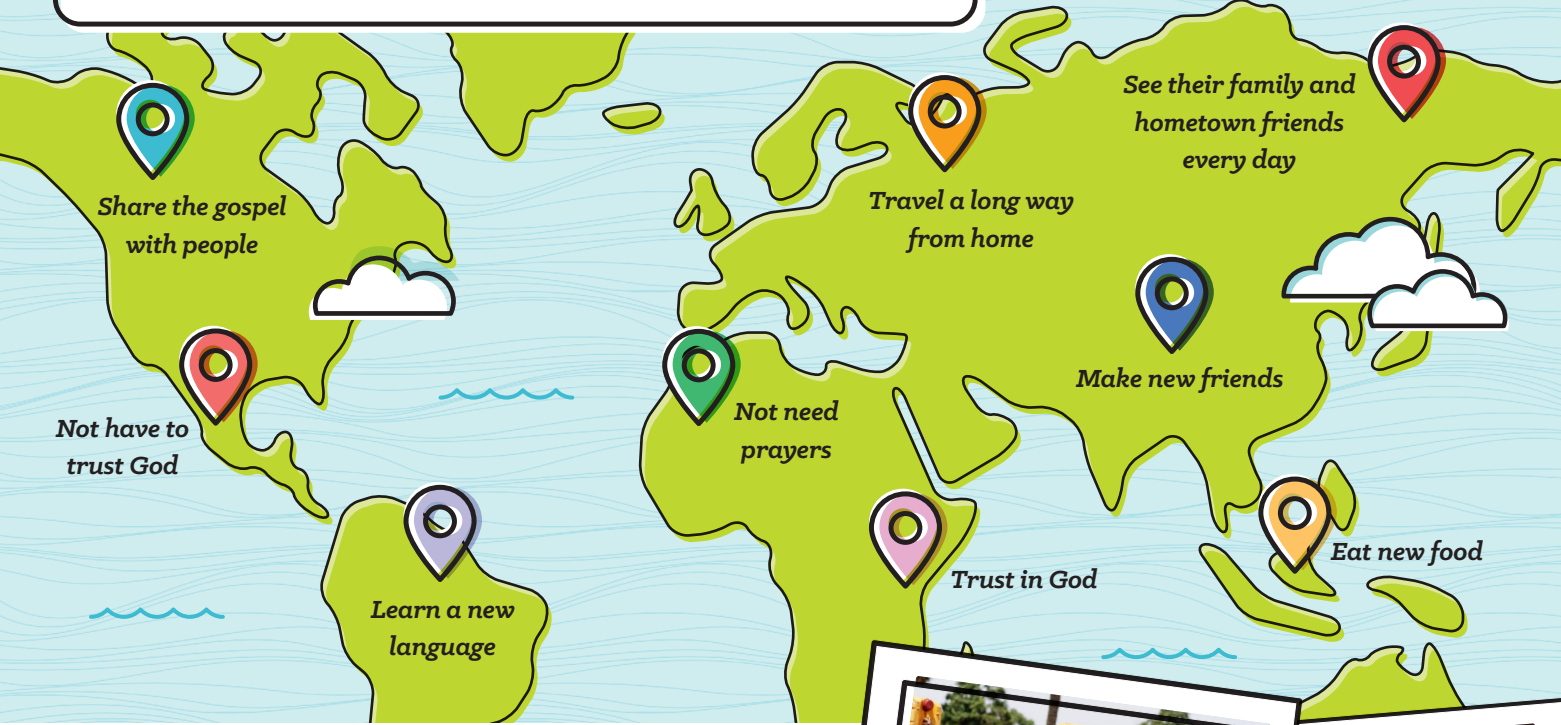 See their family and
hometown friends
every day
Share the gospel
with people
Travel a long way
from home
Make new friends
Not have to
trust God
Not need
prayers
Eat new food
Trust in God
Learn a new
language